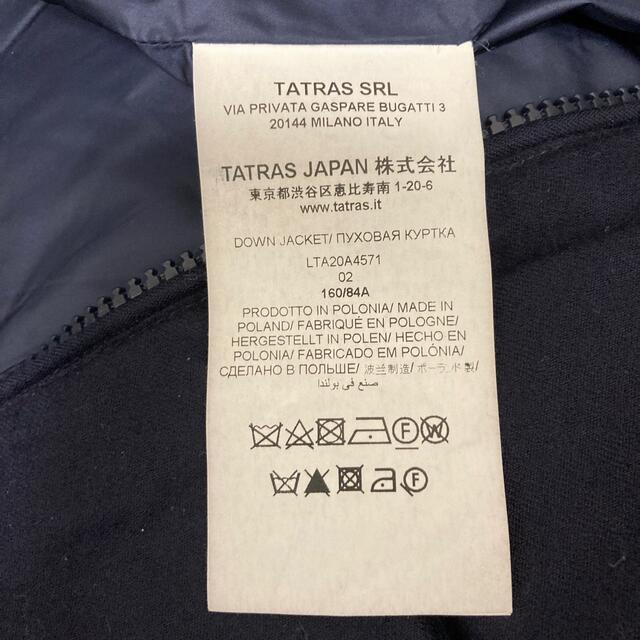 TATRAS SRL
VIA PRIVATA GASPARE BUGATTI 3
20144 MILANO ITALY
TATRAS JAPAN 株式会社
東京都渋谷区恵比寿南 1-20-6
www.tatras.it
DOWN JACKET/ ПУХОВАЯ КУРТКА
LTA20A4571
02
160/84A
PRODOTTO IN POLONIA/ MADE IN
POLAND/ FABRIQUÉ EN POLOGNE/
HERGESTELLT IN POLEN/ HECHO EN
POLONIA/ FABRICADO EM POLÓNIA/
СДЕЛАНО В ПОЛЬШЕ/ 波兰制造/ ポーランド製/
صنع في بولندا/
F W
F